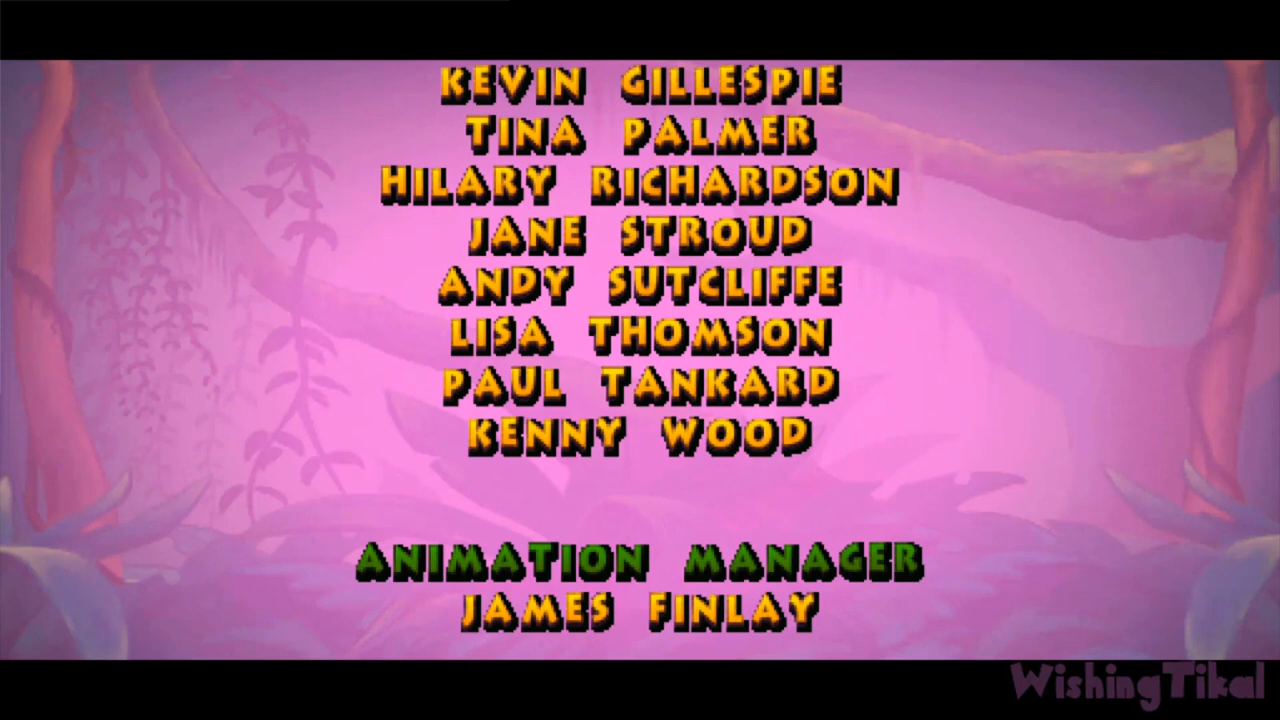 KEVIN GILLESPIE
TINA PALMER
HILARY RICHARDSON
JANE STROUD
ANDY SUTCLIFFE
LISA THOMSON
PAUL TANKARD
KENNY WOOD
ANIMATION MANAGER
JAMES FINLAY
WishingTikal